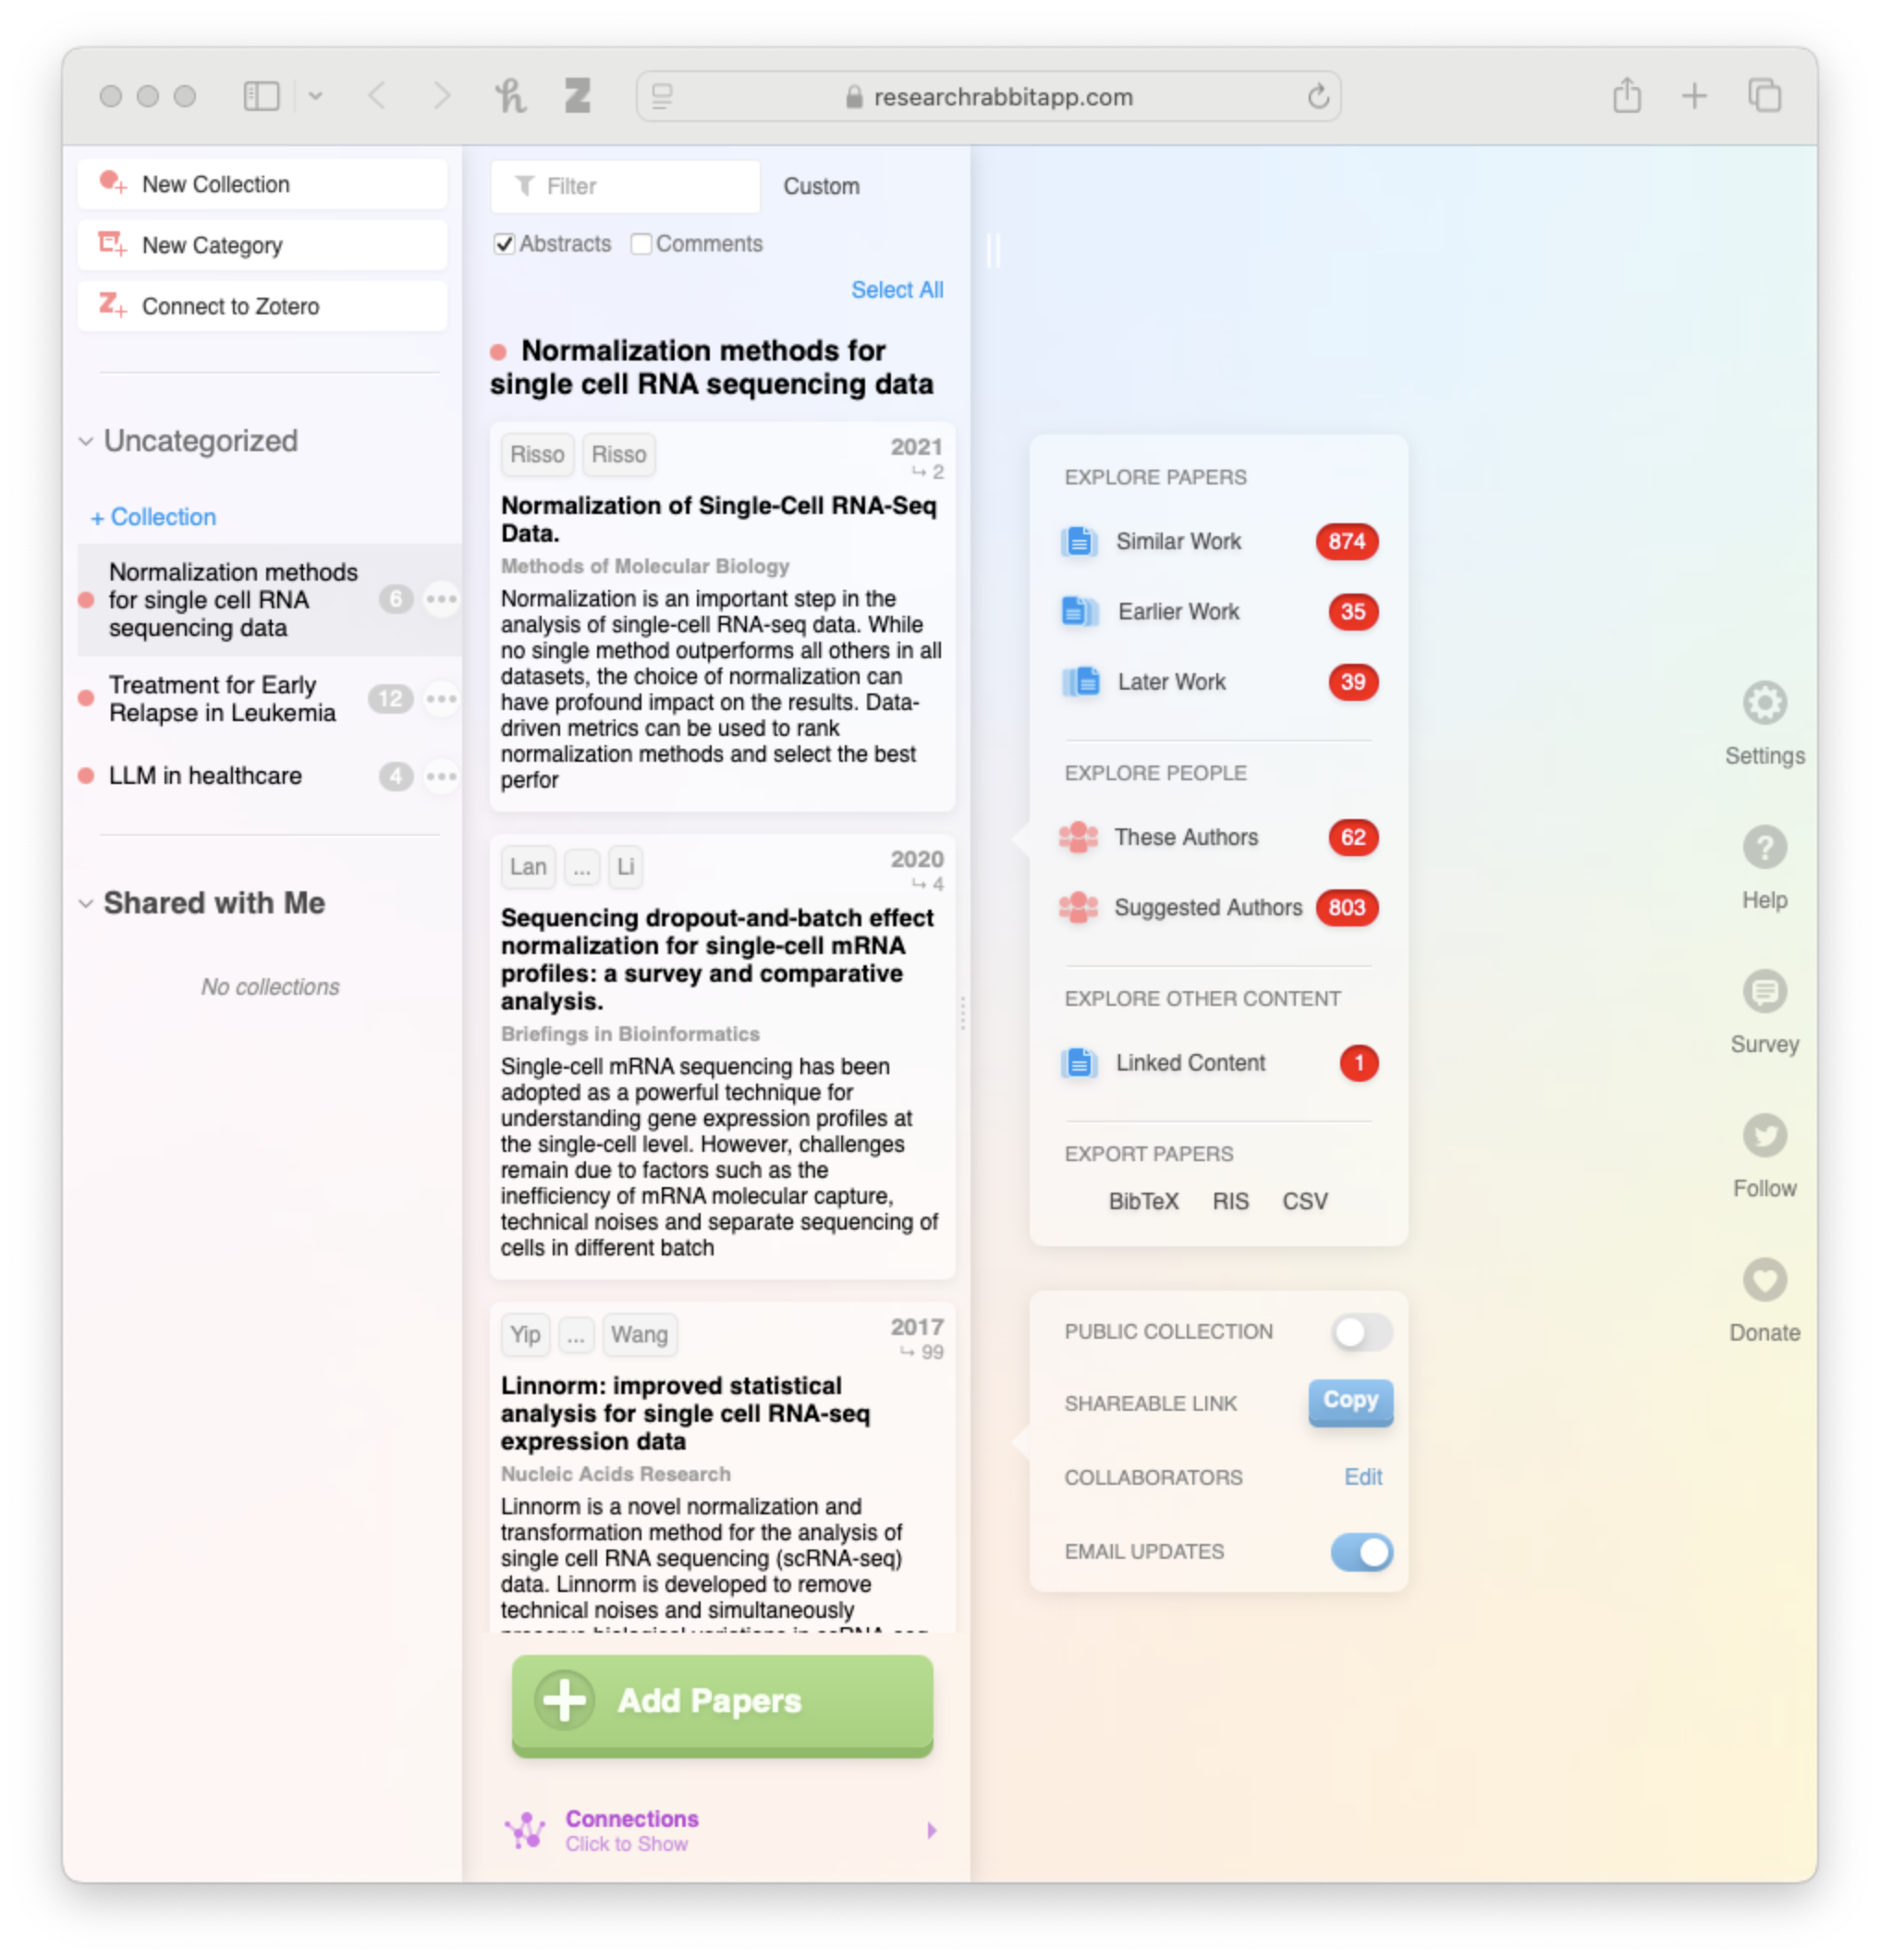 researchrabbitapp.com
New Collection
New Category
Connect to Zotero
Uncategorized
+ Collection
Normalization methods
for single cell RNA
sequencing data
6
Treatment for Early
Relapse in Leukemia
12
LLM in healthcare
4
Shared with Me
No collections
Filter
Custom
Abstracts
Comments
Select All
Normalization methods for
single cell RNA sequencing data
Risso Risso
2021
2
Normalization of Single-Cell RNA-Seq
Data.
Methods of Molecular Biology
Normalization is an important step in the
analysis of single-cell RNA-seq data. While
no single method outperforms all others in all
datasets, the choice of normalization can
have profound impact on the results. Data-
driven metrics can be used to rank
normalization methods and select the best
perfor
Lan ... Li
2020
4
Sequencing dropout-and-batch effect
normalization for single-cell mRNA
profiles: a survey and comparative
analysis.
Briefings in Bioinformatics
Single-cell mRNA sequencing has been
adopted as a powerful technique for
understanding gene expression profiles at
the single-cell level. However, challenges
remain due to factors such as the
inefficiency of mRNA molecular capture,
technical noises and separate sequencing of
cells in different batch
Yip ... Wang
2017
99
Linnorm: improved statistical
analysis for single cell RNA-seq
expression data
Nucleic Acids Research
Linnorm is a novel normalization and
transformation method for the analysis of
single cell RNA sequencing (scRNA-seq)
data. Linnorm is developed to remove
technical noises and simultaneously
preserve biological variations in scRNA-seq
Add Papers
Connections
Click to Show
EXPLORE PAPERS
Similar Work 874
Earlier Work 35
Later Work 39
EXPLORE PEOPLE
These Authors 62
Suggested Authors 803
EXPLORE OTHER CONTENT
Linked Content 1
EXPORT PAPERS
BibTeX RIS CSV
PUBLIC COLLECTION
SHAREABLE LINK Copy
COLLABORATORS Edit
EMAIL UPDATES
Settings
Help
Survey
Follow
Donate